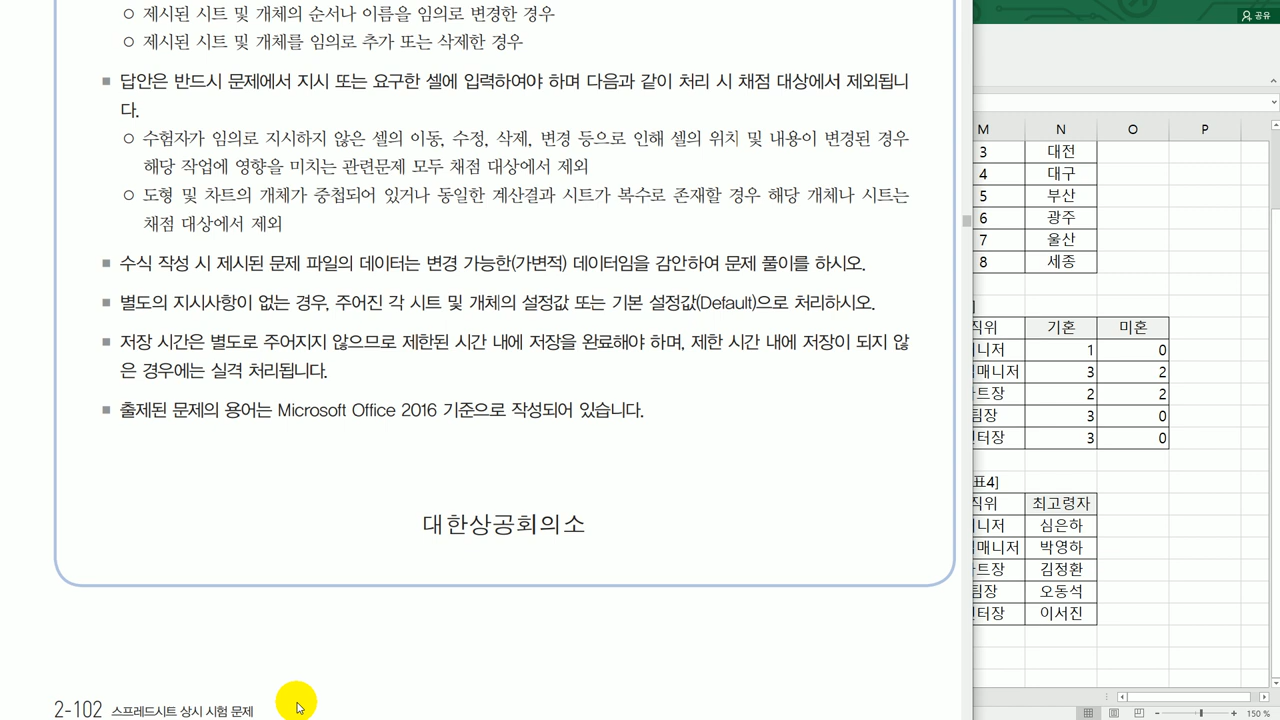 ○ 제시된 시트 및 개체의 순서나 이름을 임의로 변경한 경우
○ 제시된 시트 및 개체를 임의로 추가 또는 삭제한 경우
■ 답안은 반드시 문제에서 지시 또는 요구한 셀에 입력하여야 하며 다음과 같이 처리 시 채점 대상에서 제외됩니
다.
○ 수험자가 임의로 지시하지 않은 셀의 이동, 수정, 삭제, 변경 등으로 인해 셀의 위치 및 내용이 변경된 경우
해당 작업에 영향을 미치는 관련문제 모두 채점 대상에서 제외
○ 도형 및 차트의 개체가 중첩되어 있거나 동일한 계산결과 시트가 복수로 존재할 경우 해당 개체나 시트는
채점 대상에서 제외
■ 수식 작성 시 제시된 문제 파일의 데이터는 변경 가능한(가변적) 데이터임을 감안하여 문제 풀이를 하시오.
■ 별도의 지시사항이 없는 경우, 주어진 각 시트 및 개체의 설정값 또는 기본 설정값(Default)으로 처리하시오.
■ 저장 시간은 별도로 주어지지 않으므로 제한된 시간 내에 저장을 완료해야 하며, 제한 시간 내에 저장이 되지 않
은 경우에는 실격 처리됩니다.
■ 출제된 문제의 용어는 Microsoft Office 2016 기준으로 작성되어 있습니다.
대한상공회의소
2-102 스프레드시트 상시 시험 문제
공유
M N O P
3 대전
4 대구
5 부산
6 광주
7 울산
8 세종
]
직위 기혼 미혼
니저 1 0
매니저 3 2
트장 2 2
팀장 3 0
터장 3 0
표4]
직위 최고령자
니저 심은하
매니저 박영하
트장 김정환
팀장 오동석
터장 이서진
150 %